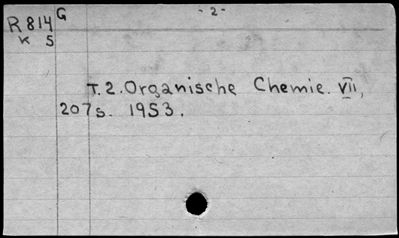 G - 2 -
R 814
K S
T. 2. Organische Chemie. VII,
207 s. 1953.